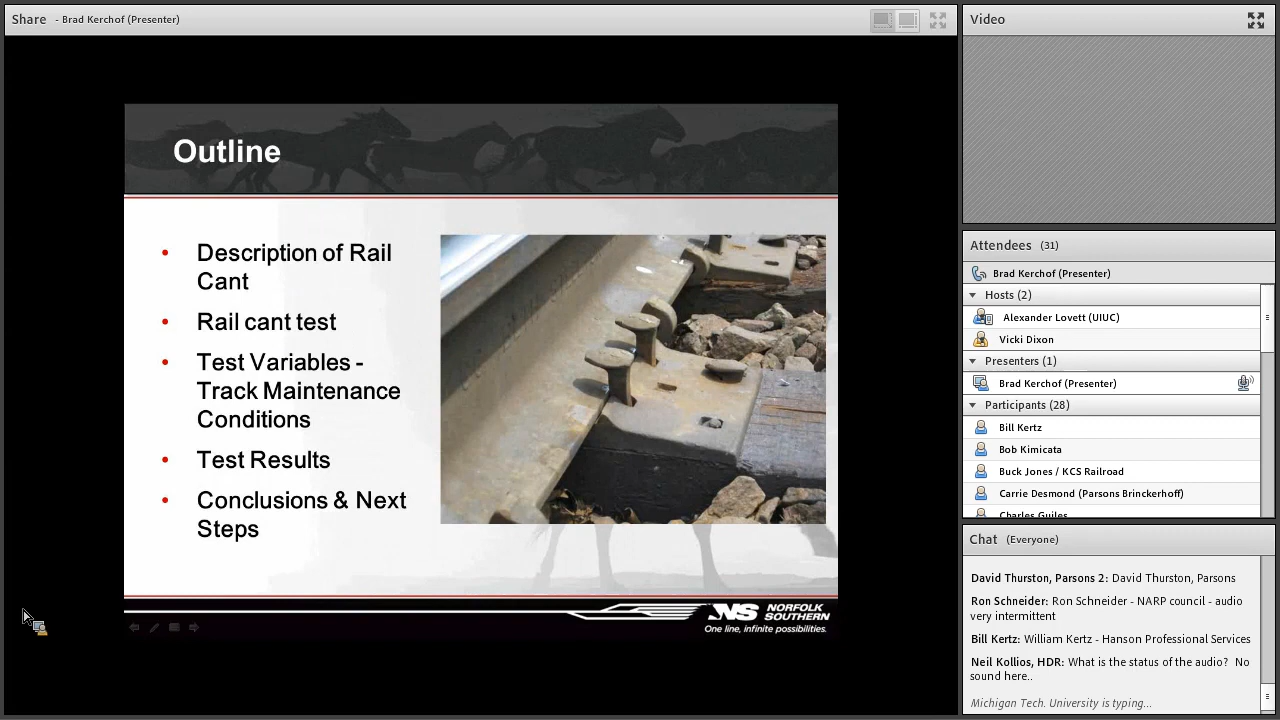 Share - Brad Kerchof (Presenter)
Outline
• Description of Rail
Cant
• Rail cant test
• Test Variables -
Track Maintenance
Conditions
• Test Results
• Conclusions & Next
Steps
NS NORFOLK
SOUTHERN
One line, infinite possibilities.
Video
Attendees (31)
Brad Kerchof (Presenter)
Hosts (2)
Alexander Lovett (UIUC)
Vicki Dixon
Presenters (1)
Brad Kerchof (Presenter)
Participants (28)
Bill Kertz
Bob Kimicata
Buck Jones / KCS Railroad
Carrie Desmond (Parsons Brinckerhoff)
Charles Guiles
Chat (Everyone)
David Thurston, Parsons 2: David Thurston, Parsons
Ron Schneider: Ron Schneider - NARP council - audio
very intermittent
Bill Kertz: William Kertz - Hanson Professional Services
Neil Kollios, HDR: What is the status of the audio? No
sound here..
Michigan Tech. University is typing...